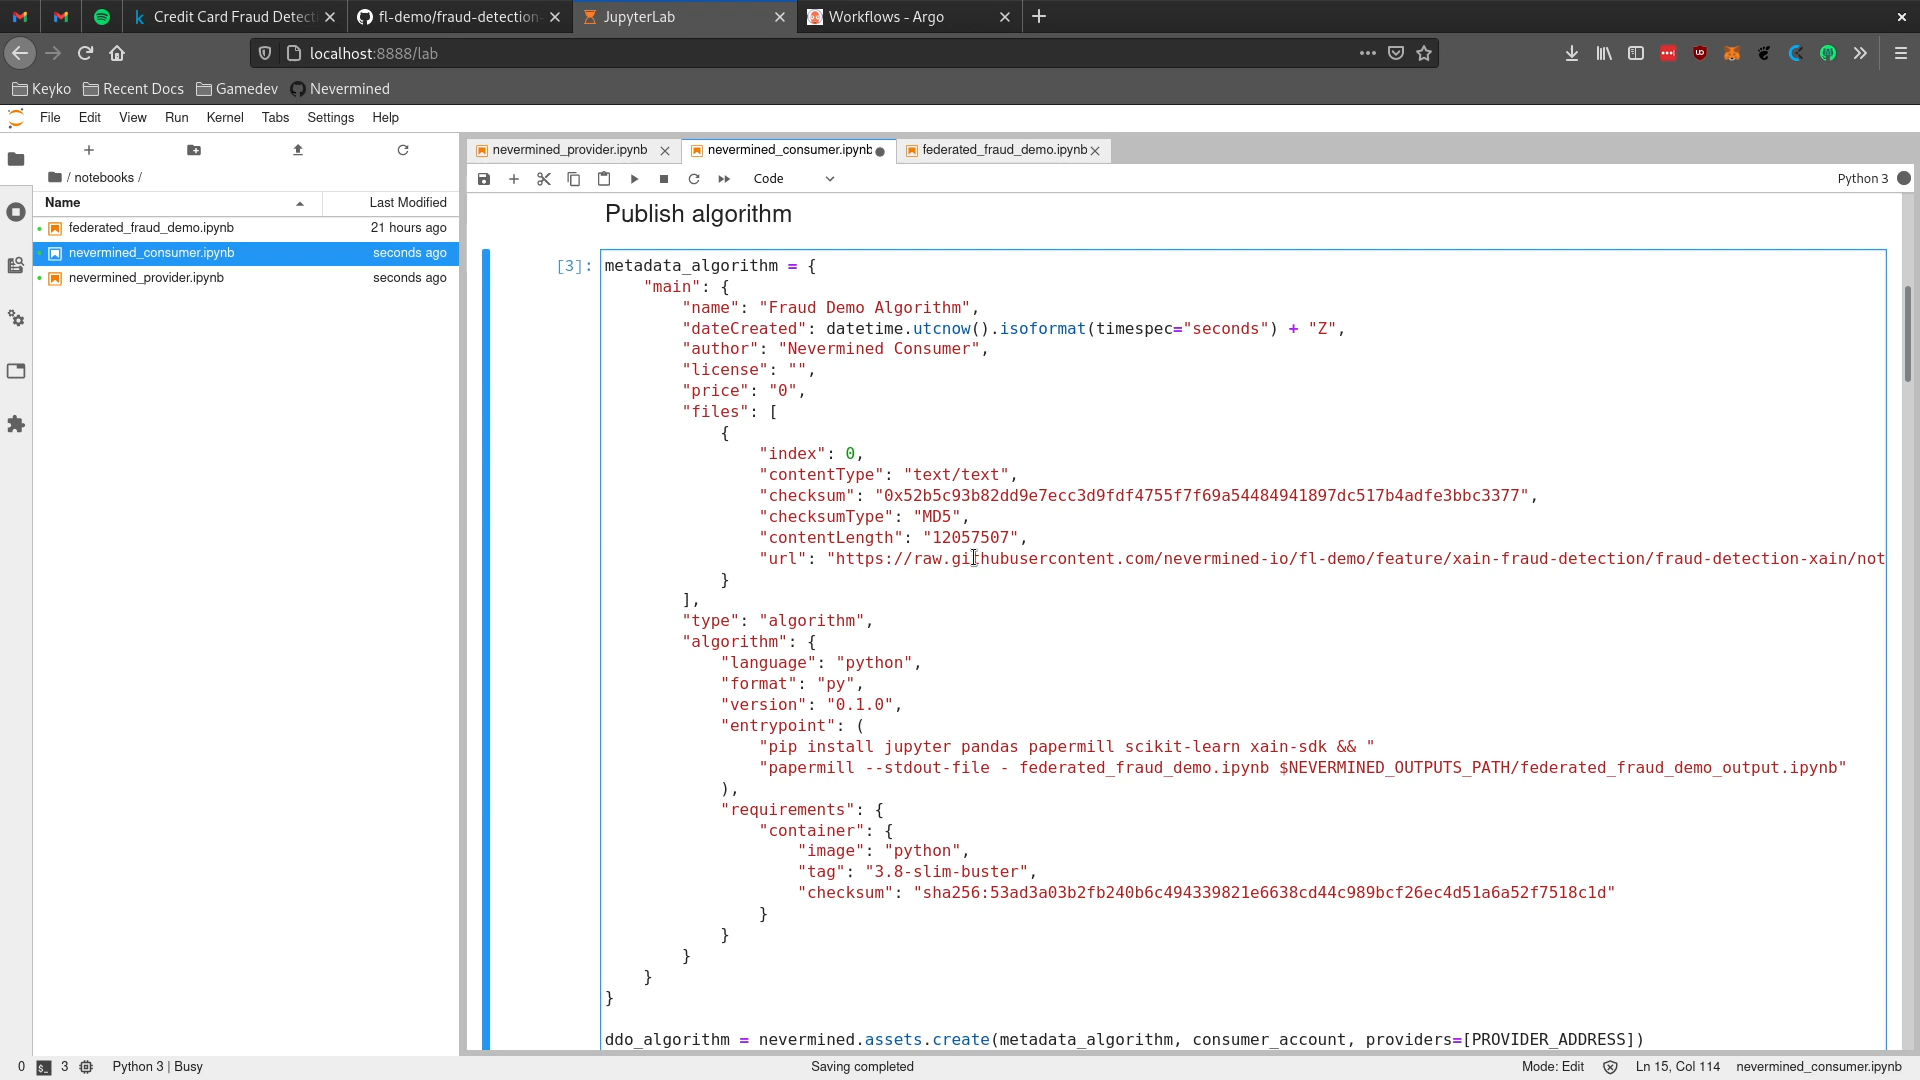 Credit Card Fraud Detecti
fl-demo/fraud-detection-
JupyterLab
Workflows - Argo
localhost:8888/lab
Keyko
Recent Docs
Gamedev
Nevermined
File
Edit
View
Run
Kernel
Tabs
Settings
Help
/ notebooks /
Name
Last Modified
federated_fraud_demo.ipynb
21 hours ago
nevermined_consumer.ipynb
seconds ago
nevermined_provider.ipynb
seconds ago
nevermined_provider.ipynb
nevermined_consumer.ipynb
federated_fraud_demo.ipynb
Code
Python 3
Publish algorithm
[3]:
metadata_algorithm = {
    "main": {
        "name": "Fraud Demo Algorithm",
        "dateCreated": datetime.utcnow().isoformat(timespec="seconds") + "Z",
        "author": "Nevermined Consumer",
        "license": "",
        "price": "0",
        "files": [
            {
                "index": 0,
                "contentType": "text/text",
                "checksum": "0x52b5c93b82dd9e7ecc3d9fdf4755f7f69a54484941897dc517b4adfe3bbc3377",
                "checksumType": "MD5",
                "contentLength": "12057507",
                "url": "https://raw.githubusercontent.com/nevermined-io/fl-demo/feature/xain-fraud-detection/fraud-detection-xain/not
            }
        ],
        "type": "algorithm",
        "algorithm": {
            "language": "python",
            "format": "py",
            "version": "0.1.0",
            "entrypoint": (
                "pip install jupyter pandas papermill scikit-learn xain-sdk && "
                "papermill --stdout-file - federated_fraud_demo.ipynb $NEVERMINED_OUTPUTS_PATH/federated_fraud_demo_output.ipynb"
            ),
            "requirements": {
                "container": {
                    "image": "python",
                    "tag": "3.8-slim-buster",
                    "checksum": "sha256:53ad3a03b2fb240b6c494339821e6638cd44c989bcf26ec4d51a6a52f7518c1d"
                }
            }
        }
    }
}
ddo_algorithm = nevermined.assets.create(metadata_algorithm, consumer_account, providers=[PROVIDER_ADDRESS])
0
3
Python 3 | Busy
Saving completed
Mode: Edit
Ln 15, Col 114
nevermined_consumer.ipynb